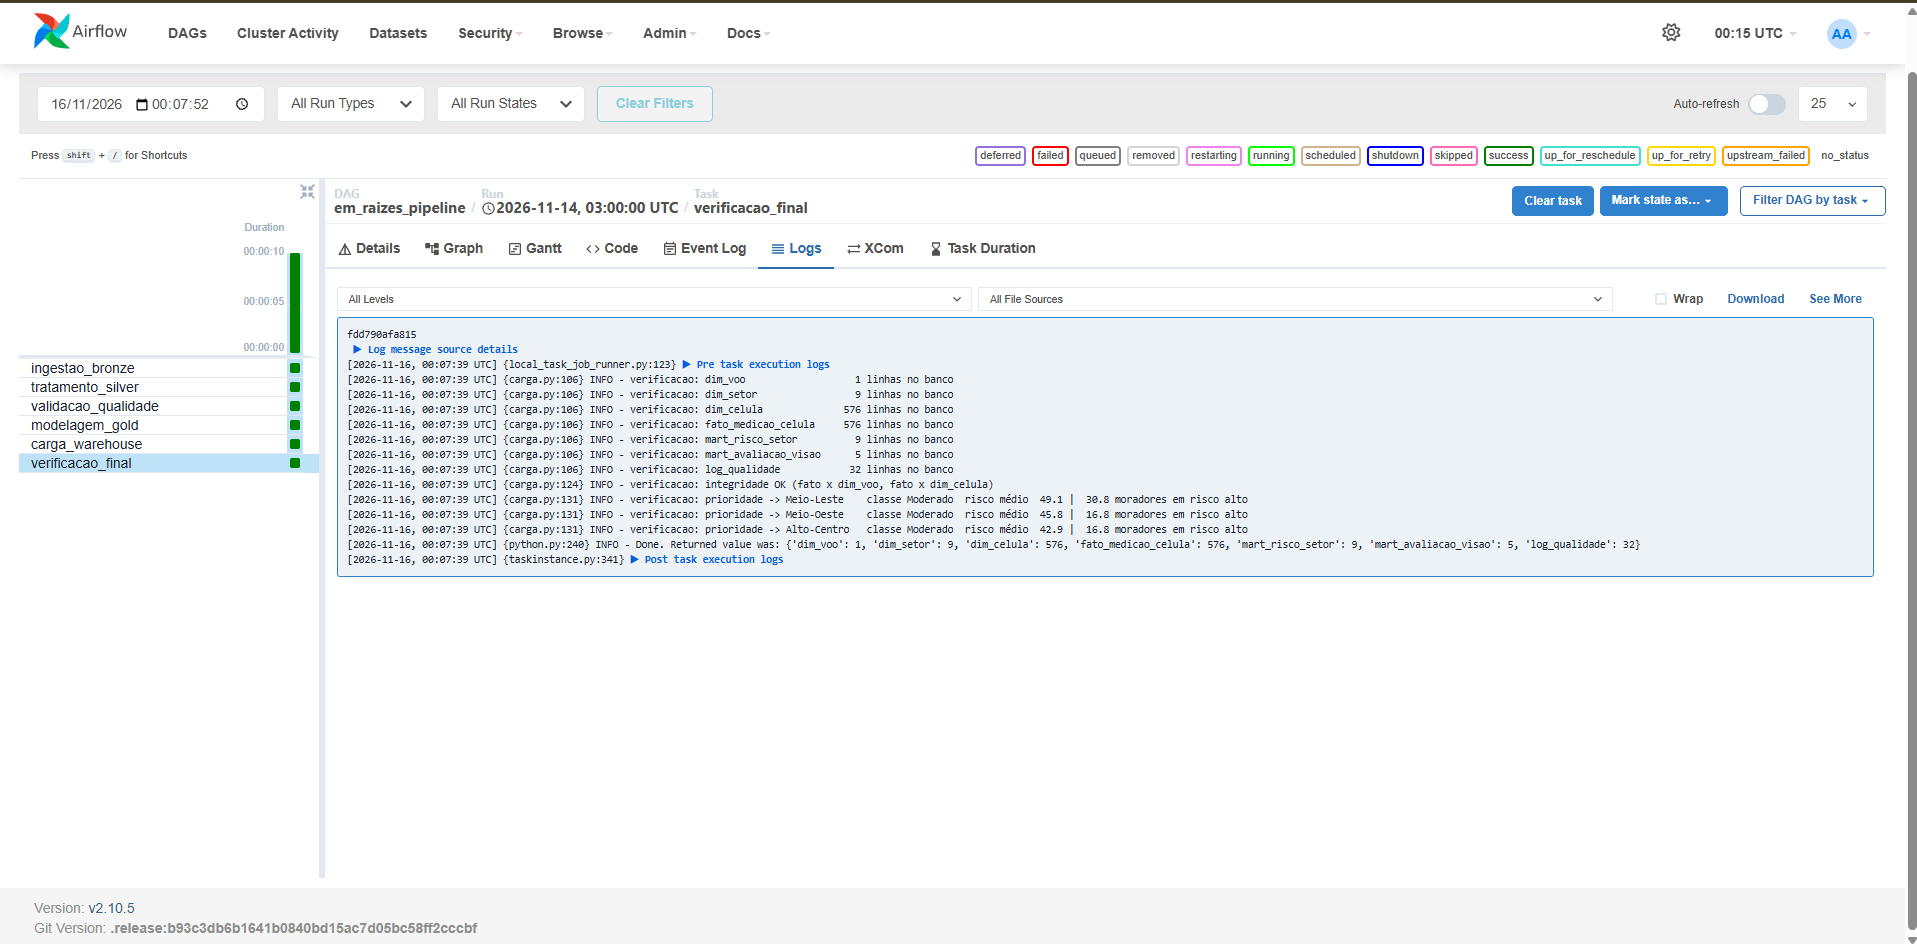 Airflow
DAGs
Cluster Activity
Datasets
Security
Browse
Admin
Docs
00:15 UTC
AA
16/11/2026 00:07:52
All Run Types
All Run States
Clear Filters
Auto-refresh
25
Press shift + / for Shortcuts
deferred
failed
queued
removed
restarting
running
scheduled
shutdown
skipped
success
up_for_reschedule
up_for_retry
upstream_failed
no_status
Duration
00:00:10
00:00:05
00:00:00
ingestao_bronze
tratamento_silver
validacao_qualidade
modelagem_gold
carga_warehouse
verificacao_final
DAG
em_raizes_pipeline /
Run
2026-11-14, 03:00:00 UTC /
Task
verificacao_final
Clear task
Mark state as...
Filter DAG by task
Details
Graph
Gantt
Code
Event Log
Logs
XCom
Task Duration
All Levels
All File Sources
Wrap
Download
See More
fdd790afa815
▶ Log message source details
[2026-11-16, 00:07:39 UTC] {local_task_job_runner.py:123} ▶ Pre task execution logs
[2026-11-16, 00:07:39 UTC] {carga.py:106} INFO - verificacao: dim_voo 1 linhas no banco
[2026-11-16, 00:07:39 UTC] {carga.py:106} INFO - verificacao: dim_setor 9 linhas no banco
[2026-11-16, 00:07:39 UTC] {carga.py:106} INFO - verificacao: dim_celula 576 linhas no banco
[2026-11-16, 00:07:39 UTC] {carga.py:106} INFO - verificacao: fato_medicao_celula 576 linhas no banco
[2026-11-16, 00:07:39 UTC] {carga.py:106} INFO - verificacao: mart_risco_setor 9 linhas no banco
[2026-11-16, 00:07:39 UTC] {carga.py:106} INFO - verificacao: mart_avaliacao_visao 5 linhas no banco
[2026-11-16, 00:07:39 UTC] {carga.py:106} INFO - verificacao: log_qualidade 32 linhas no banco
[2026-11-16, 00:07:39 UTC] {carga.py:124} INFO - verificacao: integridade OK (fato x dim_voo, fato x dim_celula)
[2026-11-16, 00:07:39 UTC] {carga.py:131} INFO - verificacao: prioridade -> Meio-Leste classe Moderado risco médio 49.1 | 30.8 moradores em risco alto
[2026-11-16, 00:07:39 UTC] {carga.py:131} INFO - verificacao: prioridade -> Meio-Oeste classe Moderado risco médio 45.8 | 16.8 moradores em risco alto
[2026-11-16, 00:07:39 UTC] {carga.py:131} INFO - verificacao: prioridade -> Alto-Centro classe Moderado risco médio 42.9 | 16.8 moradores em risco alto
[2026-11-16, 00:07:39 UTC] {python.py:240} INFO - Done. Returned value was: {'dim_voo': 1, 'dim_setor': 9, 'dim_celula': 576, 'fato_medicao_celula': 576, 'mart_risco_setor': 9, 'mart_avaliacao_visao': 5, 'log_qualidade': 32}
[2026-11-16, 00:07:39 UTC] {taskinstance.py:341} ▶ Post task execution logs
Version: v2.10.5
Git Version: .release:b93c3db6b1641b0840bd15ac7d05bc58ff2cccbf